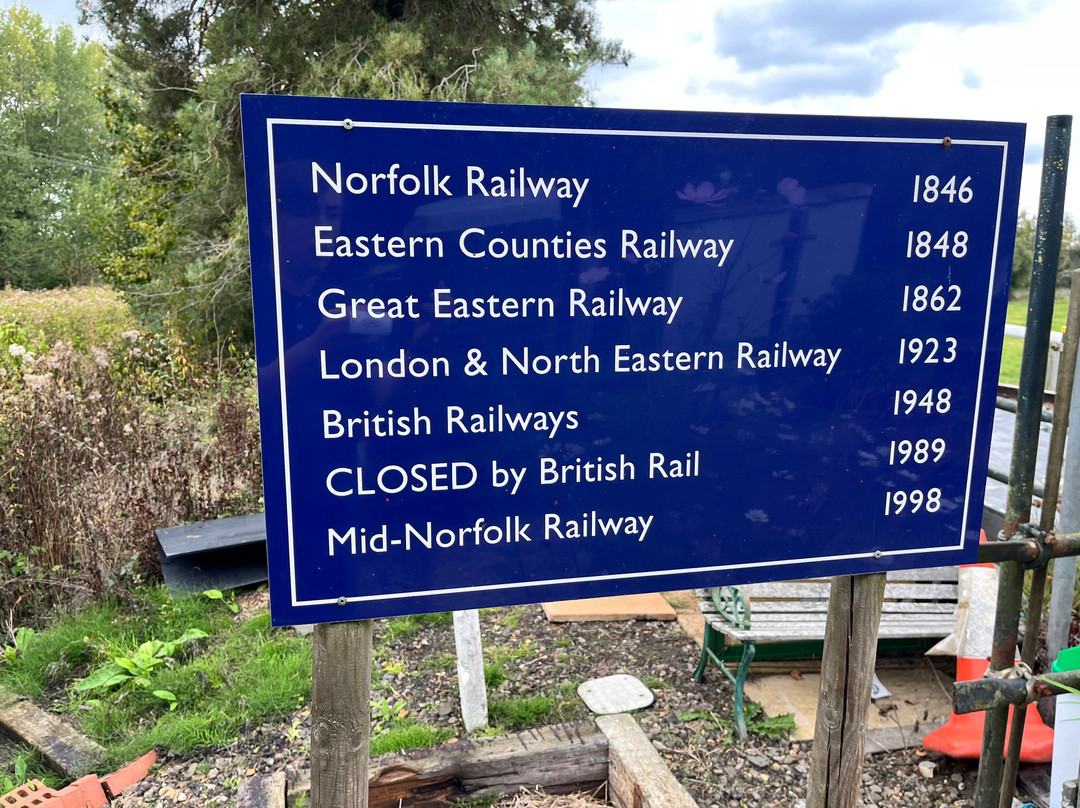 Norfolk Railway 1846
Eastern Counties Railway 1848
Great Eastern Railway 1862
London & North Eastern Railway 1923
British Railways 1948
CLOSED by British Rail 1989
Mid-Norfolk Railway 1998